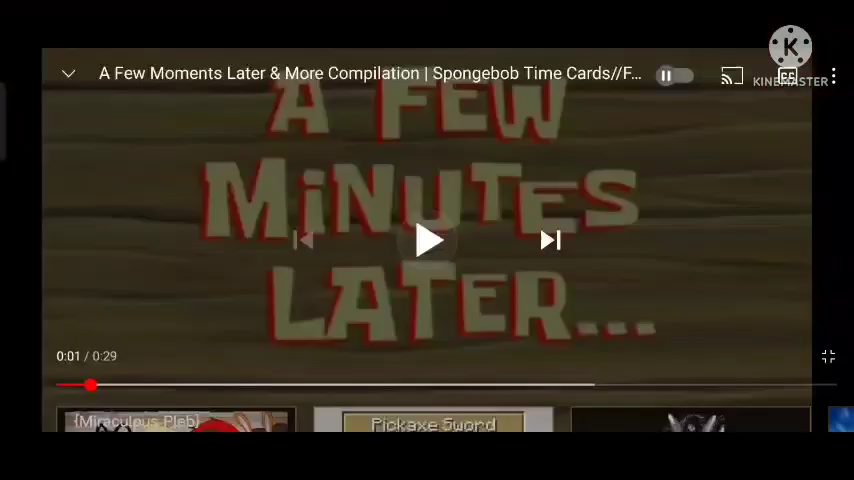 A Few Moments Later & More Compilation | Spongebob Time Cards//F...
K
CC
KINEMASTER
A FEW
MINUTES
LATER...
0:01 / 0:29
{Miraculous Pleb}
Pickaxe Sword